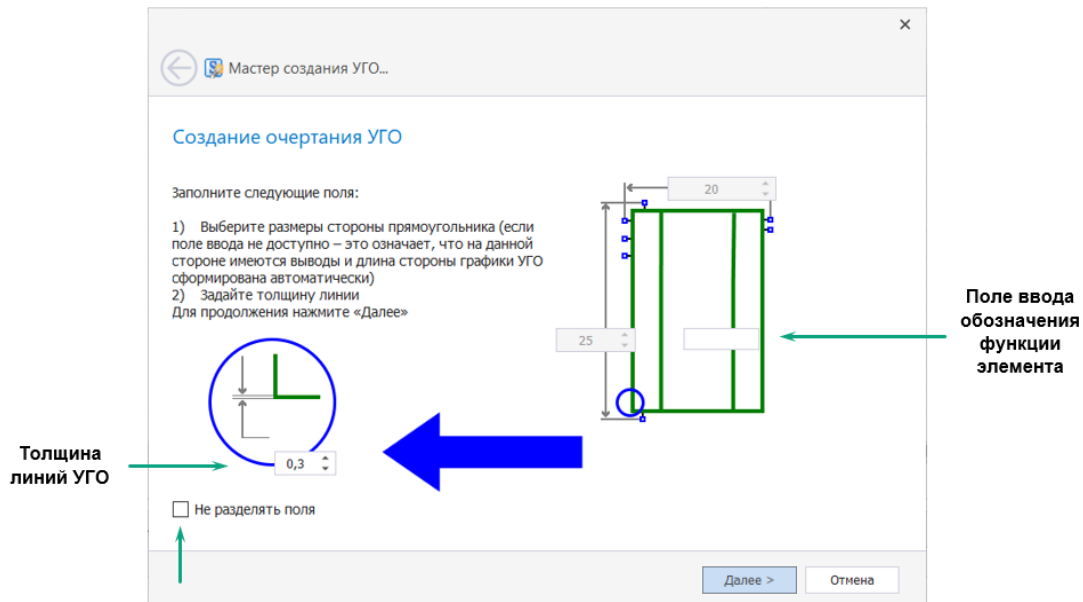 Мастер создания УГО...
Создание очертания УГО
Заполните следующие поля:
1) Выберите размеры стороны прямоугольника (если
поле ввода не доступно – это означает, что на данной
стороне имеются выводы и длина стороны графики УГО
сформирована автоматически)
2) Задайте толщину линии
Для продолжения нажмите «Далее»
20
25
Поле ввода
обозначения
функции
элемента
Толщина
линий УГО
0,3
Не разделять поля
Далее >
Отмена